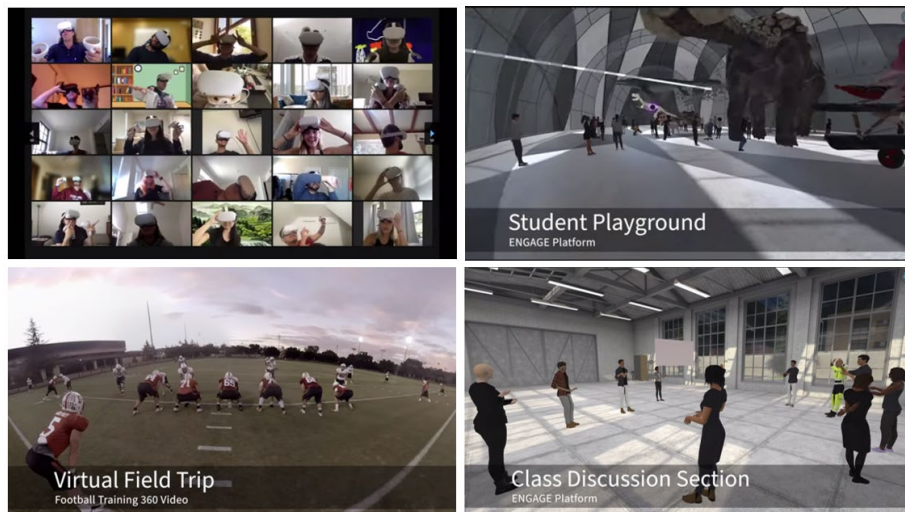 Student Playground
ENGAGE Platform
Virtual Field Trip
Football Training 360 Video
Class Discussion Section
ENGAGE Platform